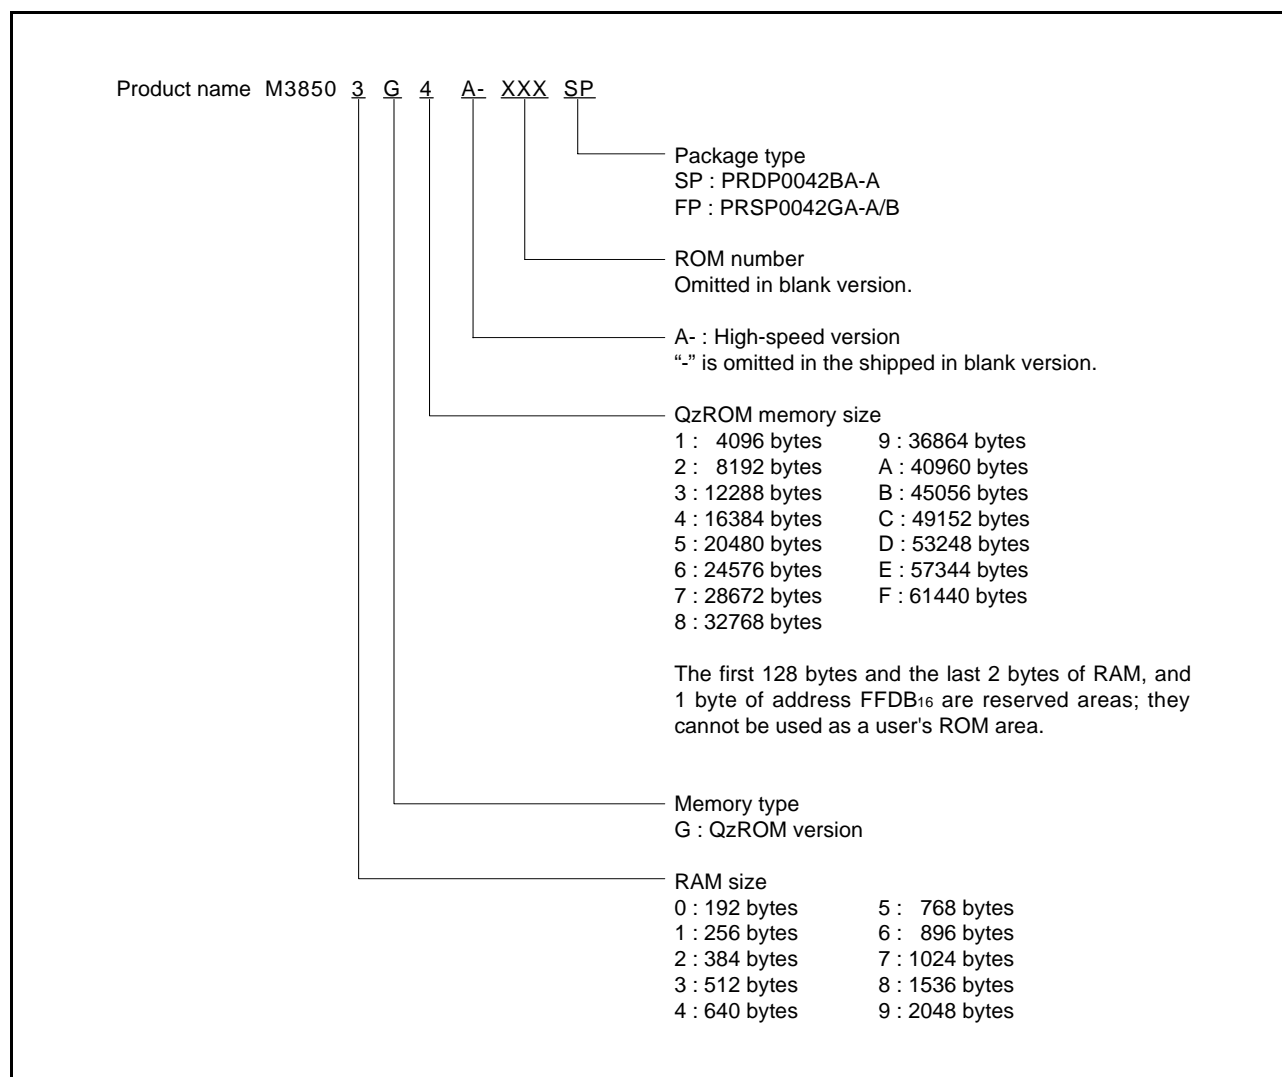 Product name M3850 3 G 4 A- XXX SP
Package type
SP : PRDP0042BA-A
FP : PRSP0042GA-A/B
ROM number
Omitted in blank version.
A- : High-speed version
“-” is omitted in the shipped in blank version.
QzROM memory size
1 : 4096 bytes 9 : 36864 bytes
2 : 8192 bytes A : 40960 bytes
3 : 12288 bytes B : 45056 bytes
4 : 16384 bytes C : 49152 bytes
5 : 20480 bytes D : 53248 bytes
6 : 24576 bytes E : 57344 bytes
7 : 28672 bytes F : 61440 bytes
8 : 32768 bytes
The first 128 bytes and the last 2 bytes of RAM, and
1 byte of address FFDB16 are reserved areas; they
cannot be used as a user's ROM area.
Memory type
G : QzROM version
RAM size
0 : 192 bytes 5 : 768 bytes
1 : 256 bytes 6 : 896 bytes
2 : 384 bytes 7 : 1024 bytes
3 : 512 bytes 8 : 1536 bytes
4 : 640 bytes 9 : 2048 bytes